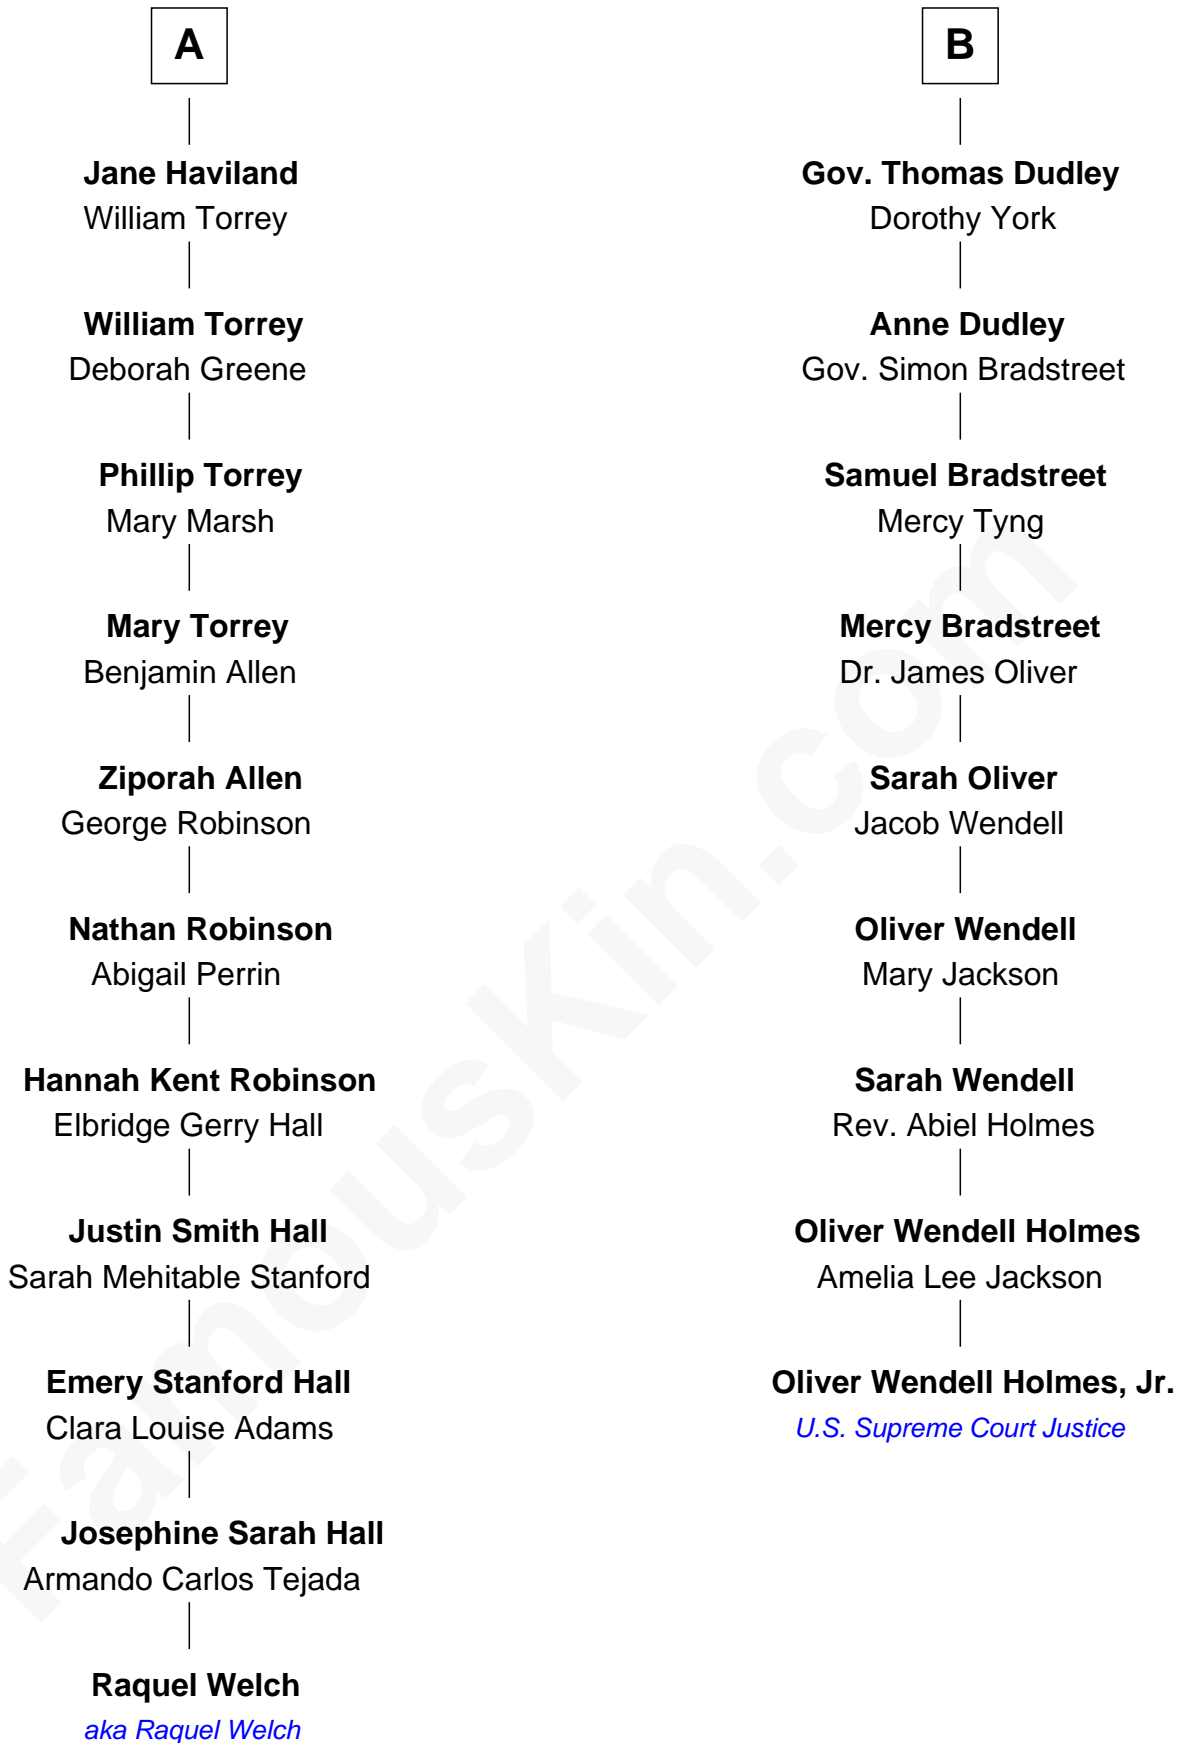 A
Jane Haviland
William Torrey
William Torrey
Deborah Greene
Phillip Torrey
Mary Marsh
Mary Torrey
Benjamin Allen
Ziporah Allen
George Robinson
Nathan Robinson
Abigail Perrin
Hannah Kent Robinson
Elbridge Gerry Hall
Justin Smith Hall
Sarah Mehitable Stanford
Emery Stanford Hall
Clara Louise Adams
Josephine Sarah Hall
Armando Carlos Tejada
Raquel Welch
aka Raquel Welch
B
Gov. Thomas Dudley
Dorothy York
Anne Dudley
Gov. Simon Bradstreet
Samuel Bradstreet
Mercy Tyng
Mercy Bradstreet
Dr. James Oliver
Sarah Oliver
Jacob Wendell
Oliver Wendell
Mary Jackson
Sarah Wendell
Rev. Abiel Holmes
Oliver Wendell Holmes
Amelia Lee Jackson
Oliver Wendell Holmes, Jr.
U.S. Supreme Court Justice
FamousKin.com